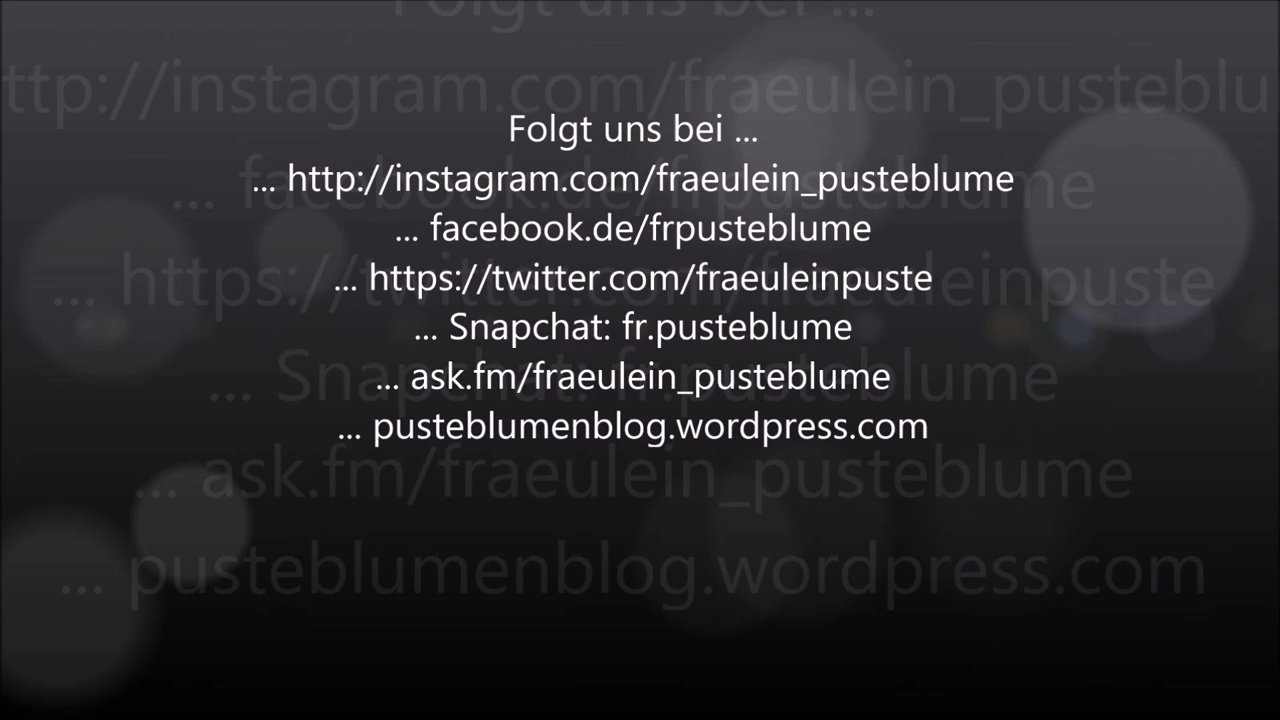 Folgt uns bei ...
... http://instagram.com/fraeulein_pusteblume
... facebook.de/frpusteblume
... https://twitter.com/fraeuleinpuste
... Snapchat: fr.pusteblume
... ask.fm/fraeulein_pusteblume
... pusteblumenblog.wordpress.com